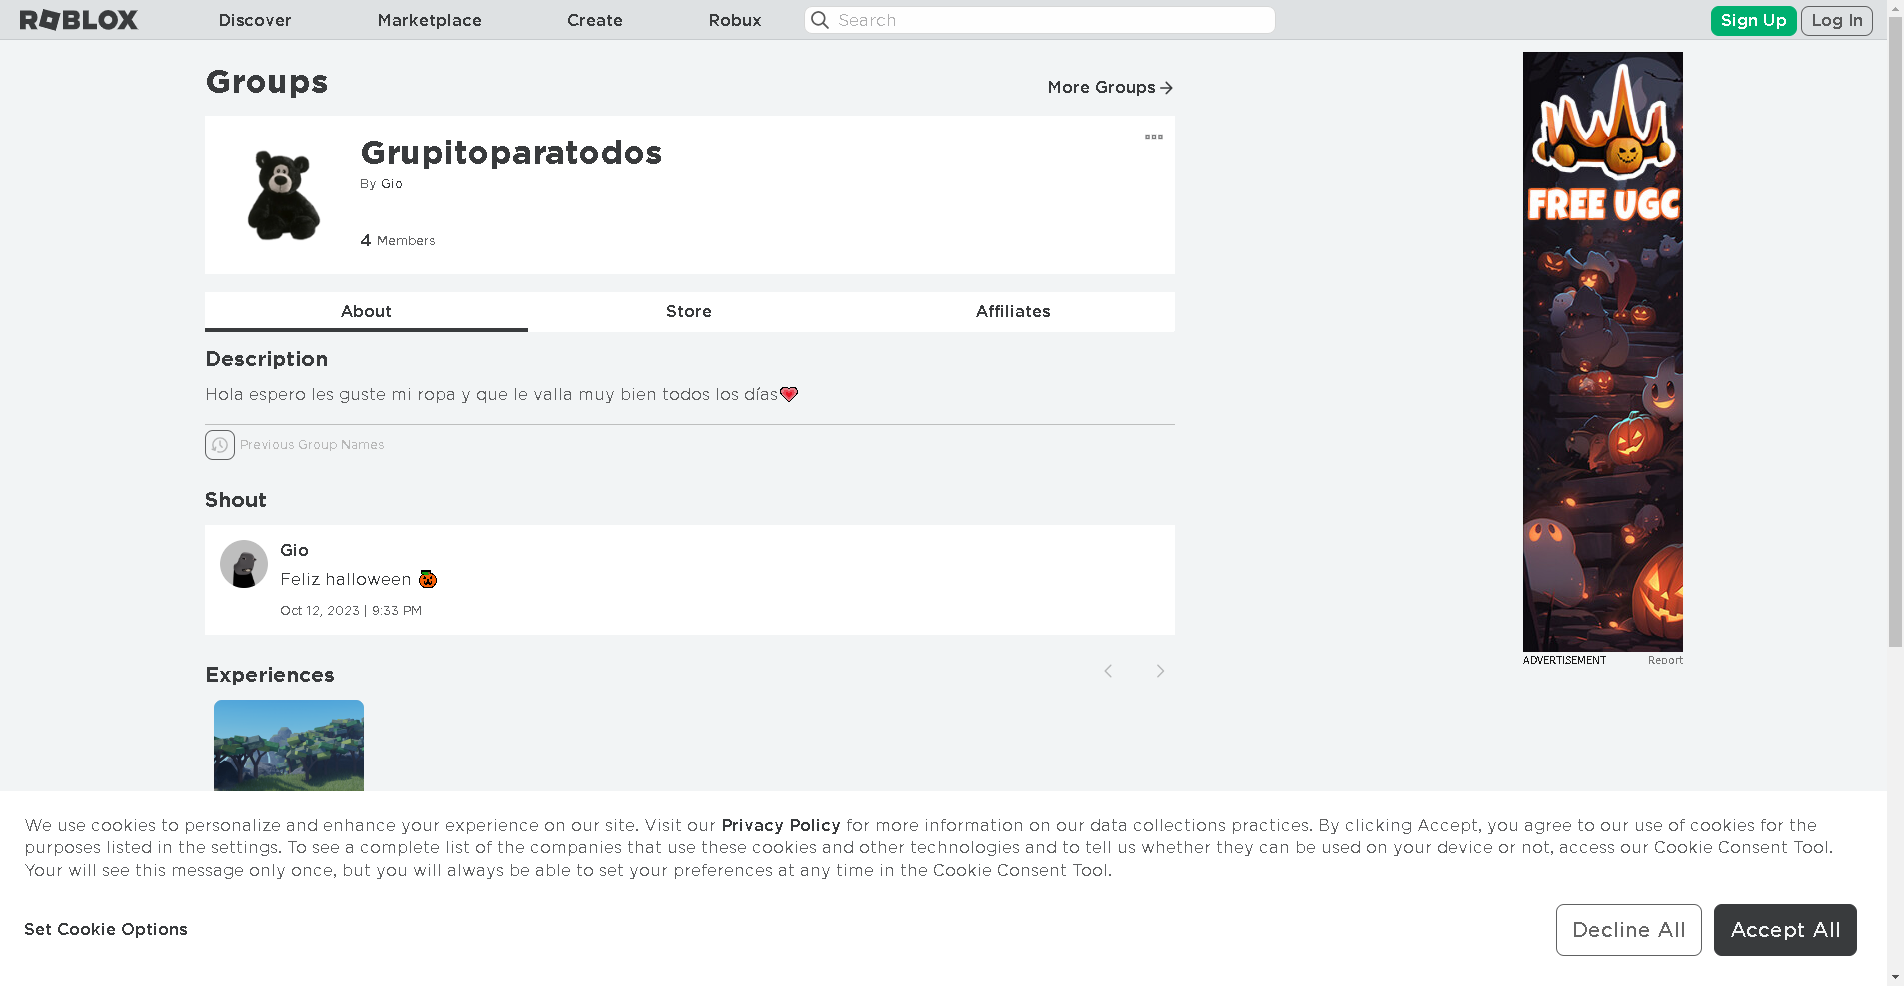 ROBLOX
Discover
Marketplace
Create
Robux
Search
Sign Up
Log In
Groups
More Groups
Grupitoparatodos
By Gio
4 Members
About
Store
Affiliates
Description
Hola espero les guste mi ropa y que le valla muy bien todos los días
Previous Group Names
Shout
Gio
Feliz halloween
Oct 12, 2023 | 9:33 PM
Experiences
FREE UGC
ADVERTISEMENT
Report
We use cookies to personalize and enhance your experience on our site. Visit our Privacy Policy for more information on our data collections practices. By clicking Accept, you agree to our use of cookies for the
purposes listed in the settings. To see a complete list of the companies that use these cookies and other technologies and to tell us whether they can be used on your device or not, access our Cookie Consent Tool.
Your will see this message only once, but you will always be able to set your preferences at any time in the Cookie Consent Tool.
Set Cookie Options
Decline All
Accept All